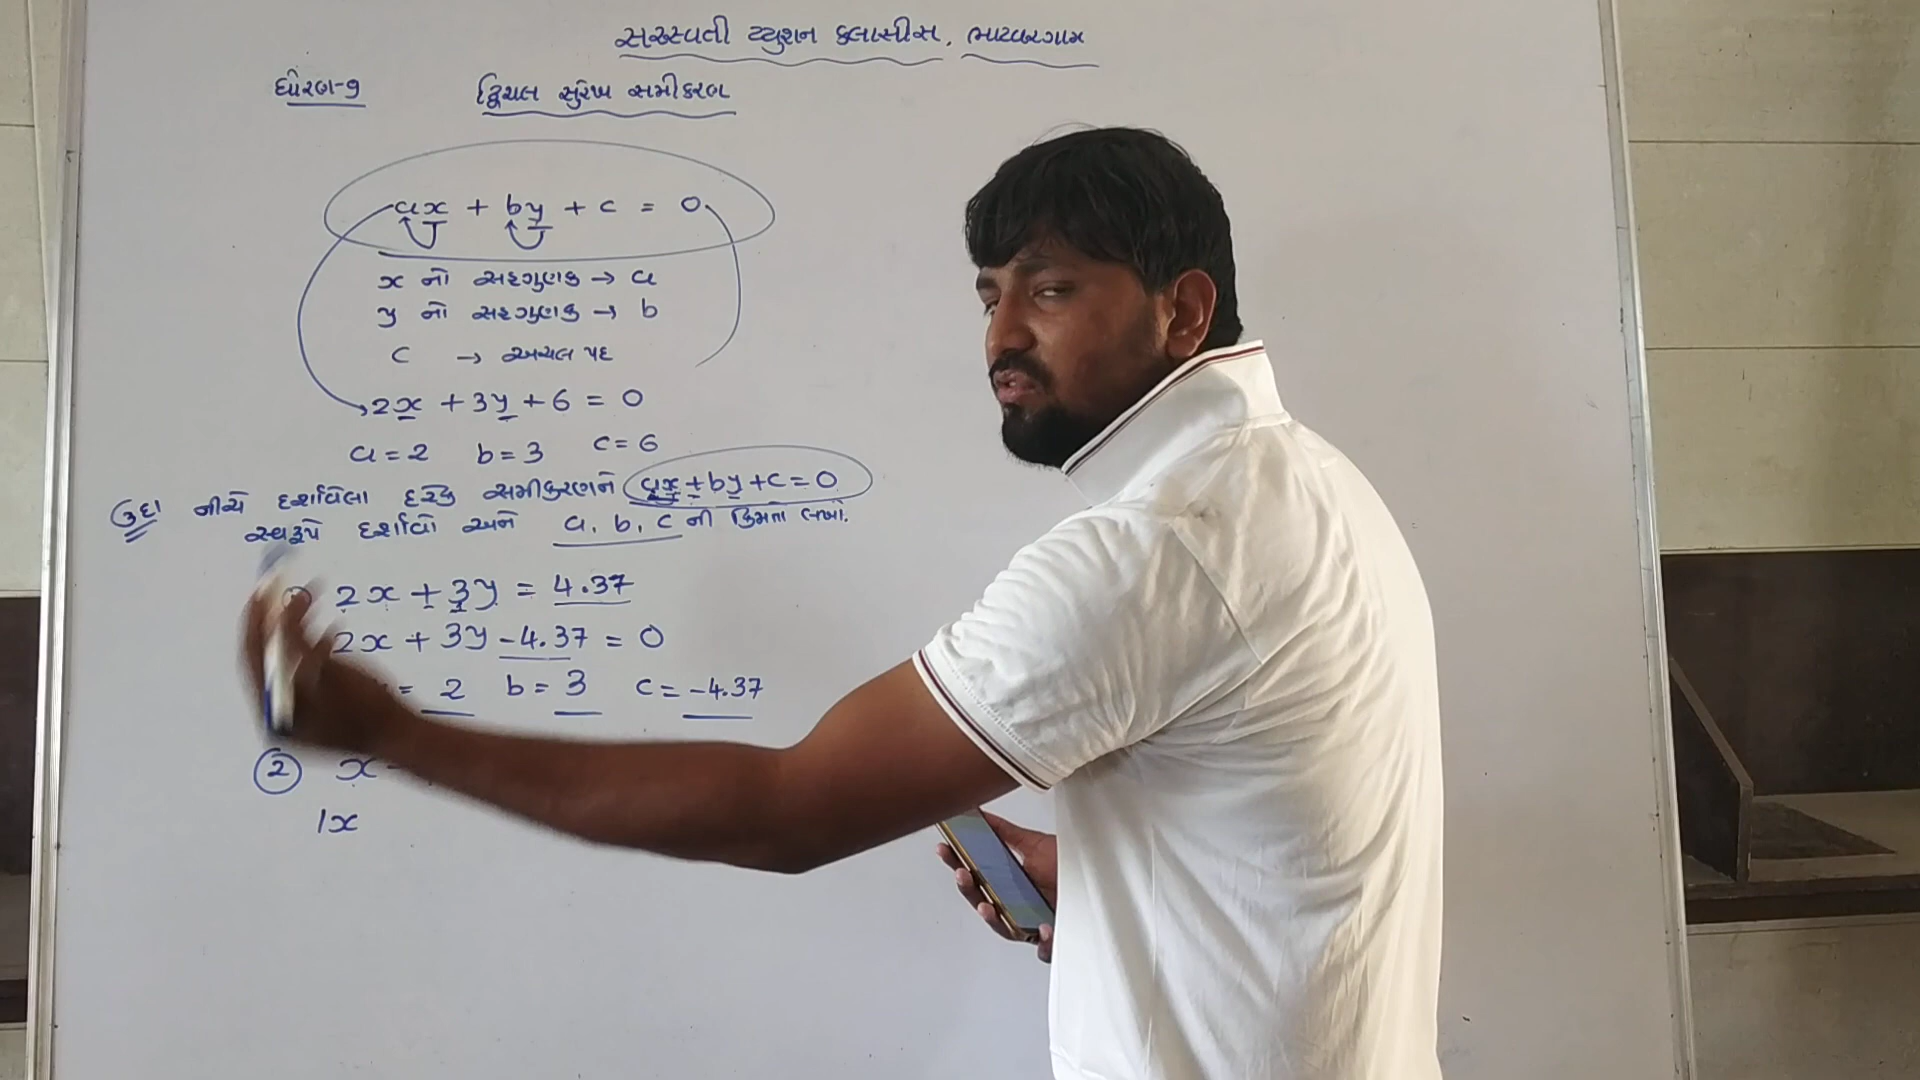 સરસ્વતી ટ્યુશન ક્લાસીસ, ભાટવરગામ
ધોરણ-૯ દ્વિચલ સુરેખ સમીકરણ
ax + by + c = 0
x નો સહગુણક → a
y નો સહગુણક → b
c → અચલ પદ
2x + 3y + 6 = 0
a = 2 b = 3 c = 6
ઉદા નીચે દર્શાવેલા દરેક સમીકરણને ax + by + c = 0
સ્વરૂપે દર્શાવો અને a, b, c ની કિંમતો લખો.
2x + 3y = 4.37
2x + 3y - 4.37 = 0
= 2 b = 3 c = -4.37
② x -
1x